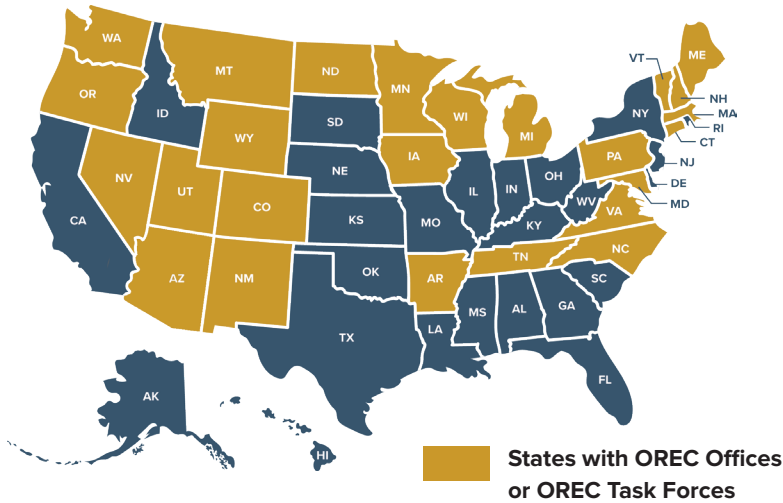 WA
MT
ND
MN
VT
ME
OR
ID
WY
SD
WI
MI
NY
NH
MA
RI
CT
NV
UT
CO
NE
IA
IL
IN
OH
PA
NJ
DE
MD
CA
KS
MO
KY
WV
VA
AZ
NM
OK
AR
TN
NC
TX
LA
MS
AL
GA
SC
FL
AK
HI
States with OREC Offices
or OREC Task Forces